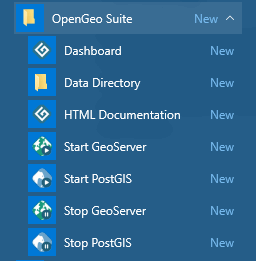 OpenGeo Suite New
Dashboard New
Data Directory New
HTML Documentation New
Start GeoServer New
Start PostGIS New
Stop GeoServer New
Stop PostGIS New